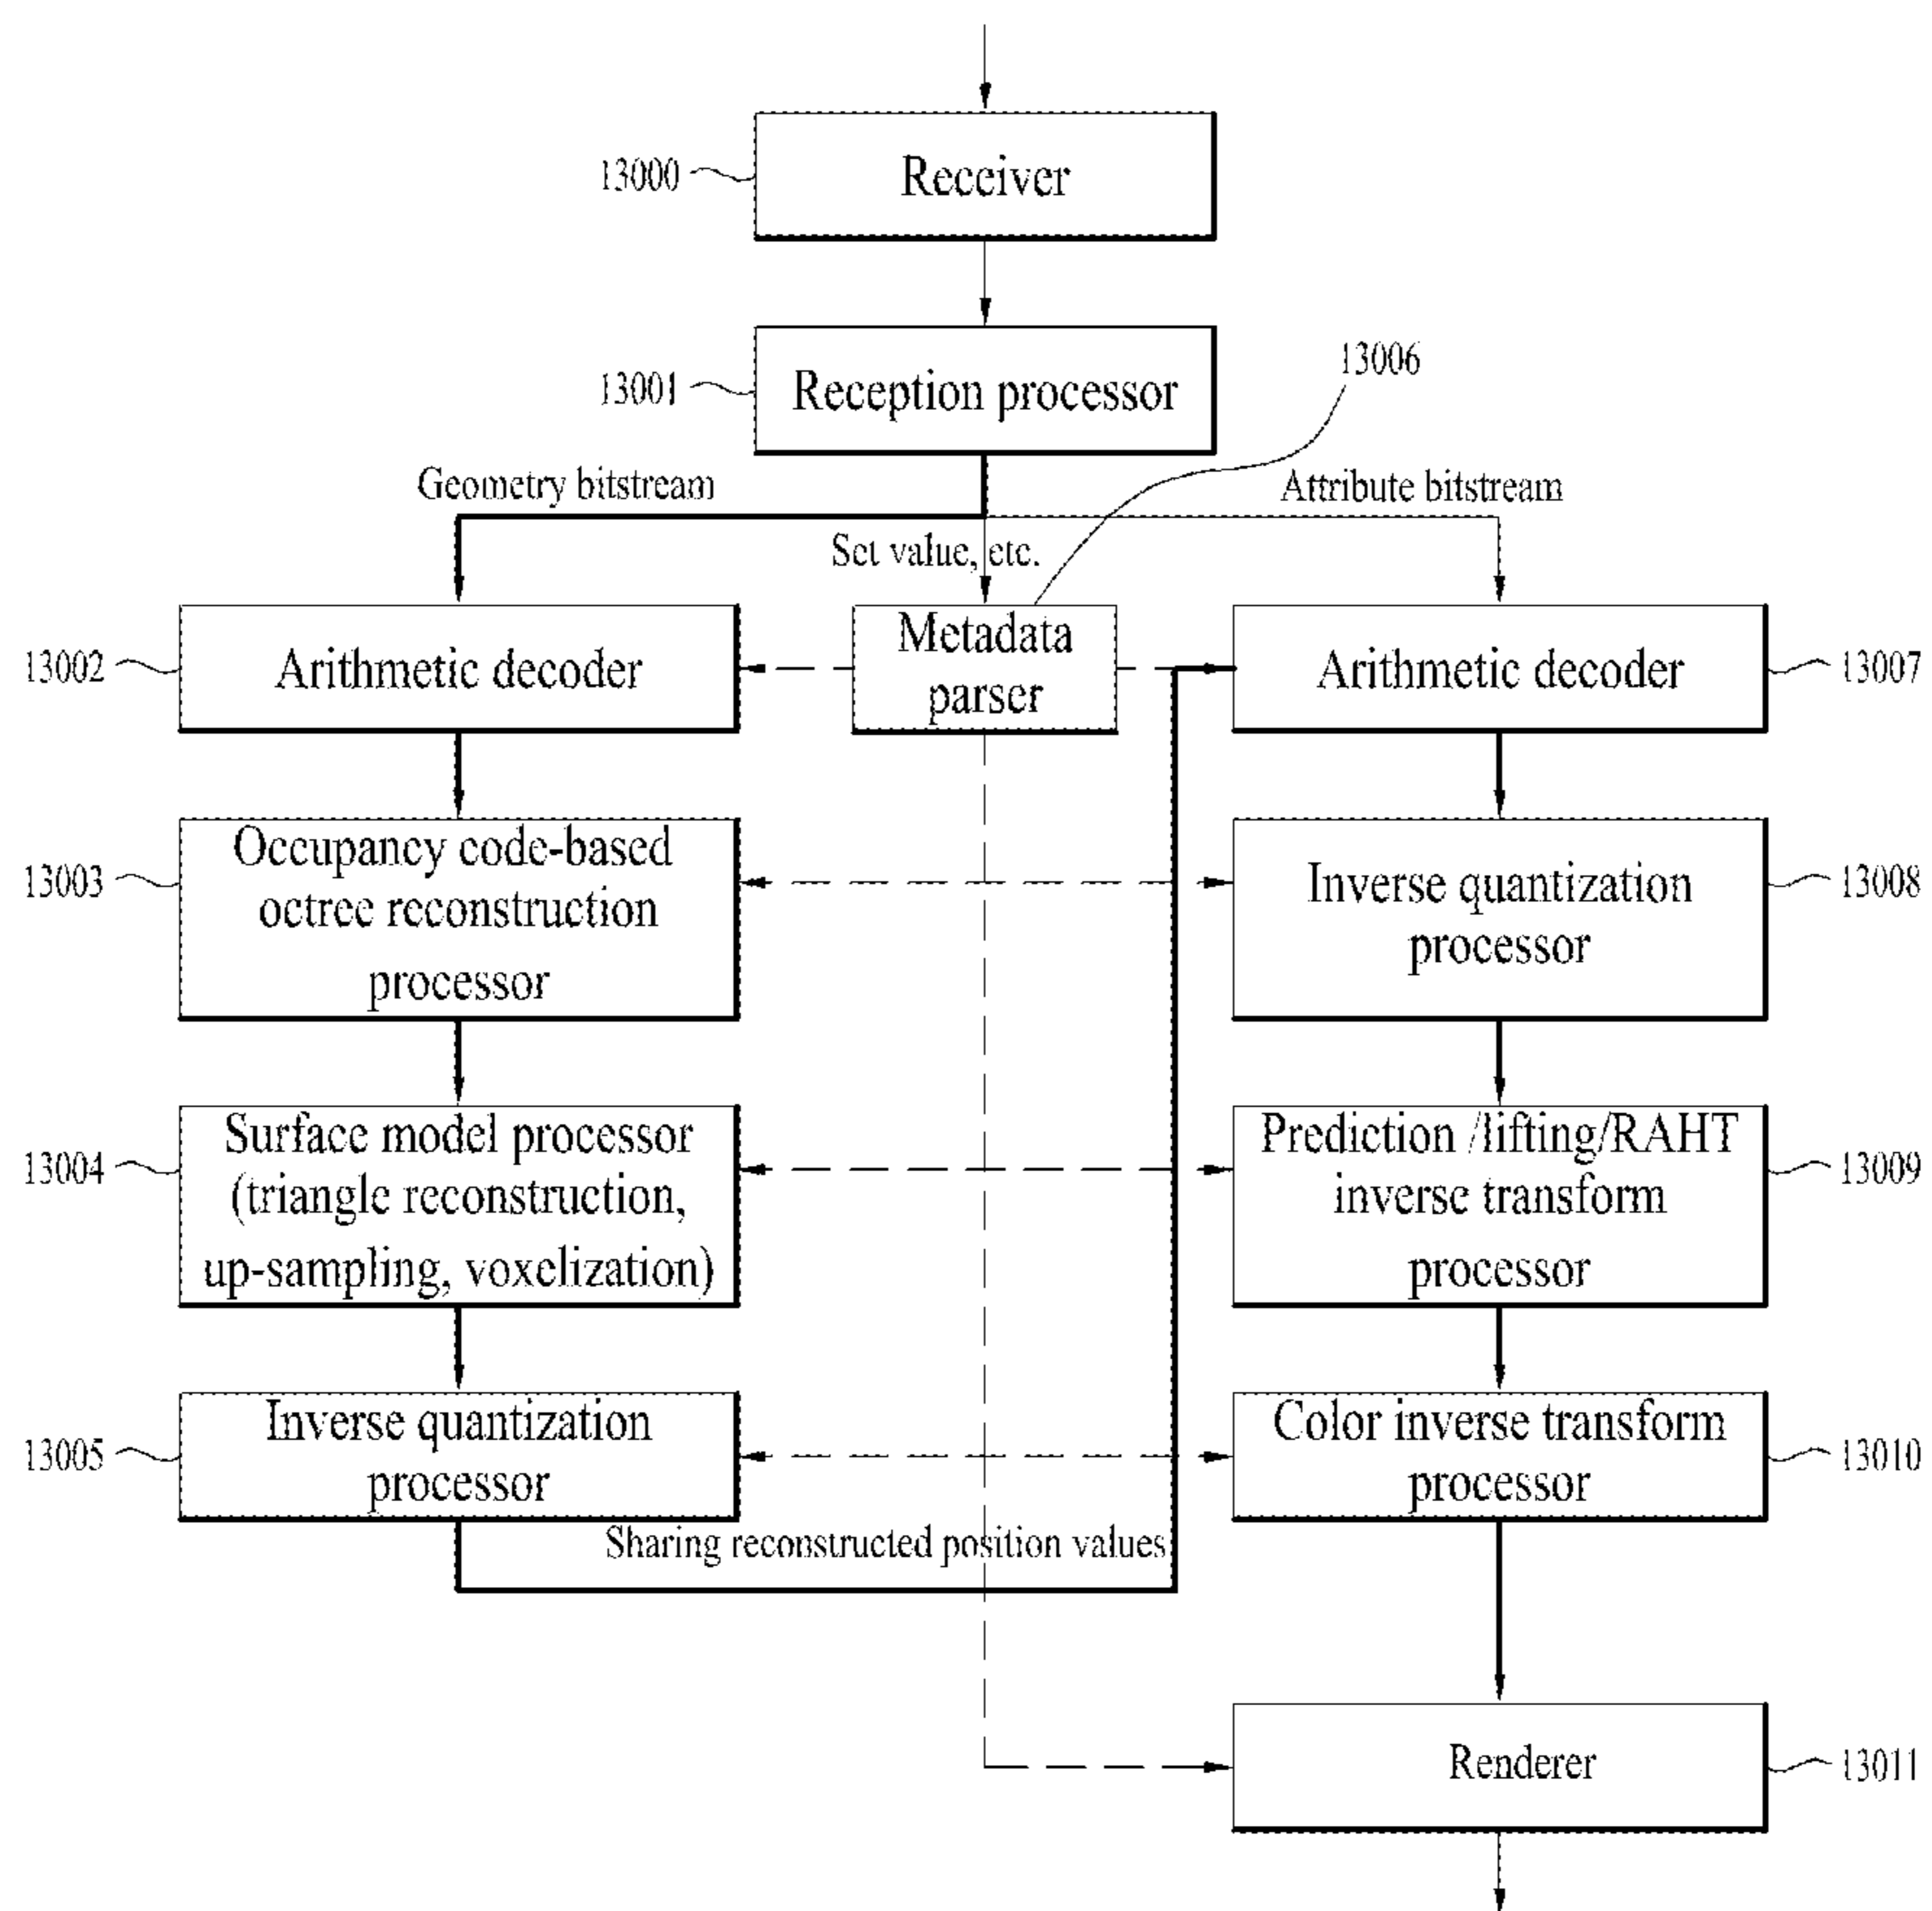 13000
Receiver
13001
Reception processor
13006
Geometry bitstream
Attribute bitstream
Set value, etc.
13002
Arithmetic decoder
Metadata
parser
Arithmetic decoder
13007
13003
Occupancy code-based
octree reconstruction
processor
Inverse quantization
processor
13008
13004
Surface model processor
(triangle reconstruction,
up-sampling, voxelization)
Prediction /lifting/RAHT
inverse transform
processor
13009
13005
Inverse quantization
processor
Color inverse transform
processor
13010
Sharing reconstructed position values
Renderer
13011